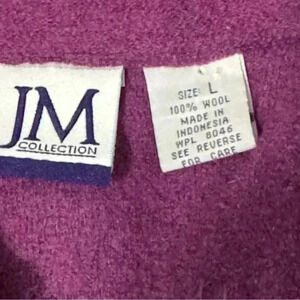 JM
COLLECTION
SIZE: L
100% WOOL
MADE IN
INDONESIA
WPL 8046
SEE REVERSE
FOR CARE